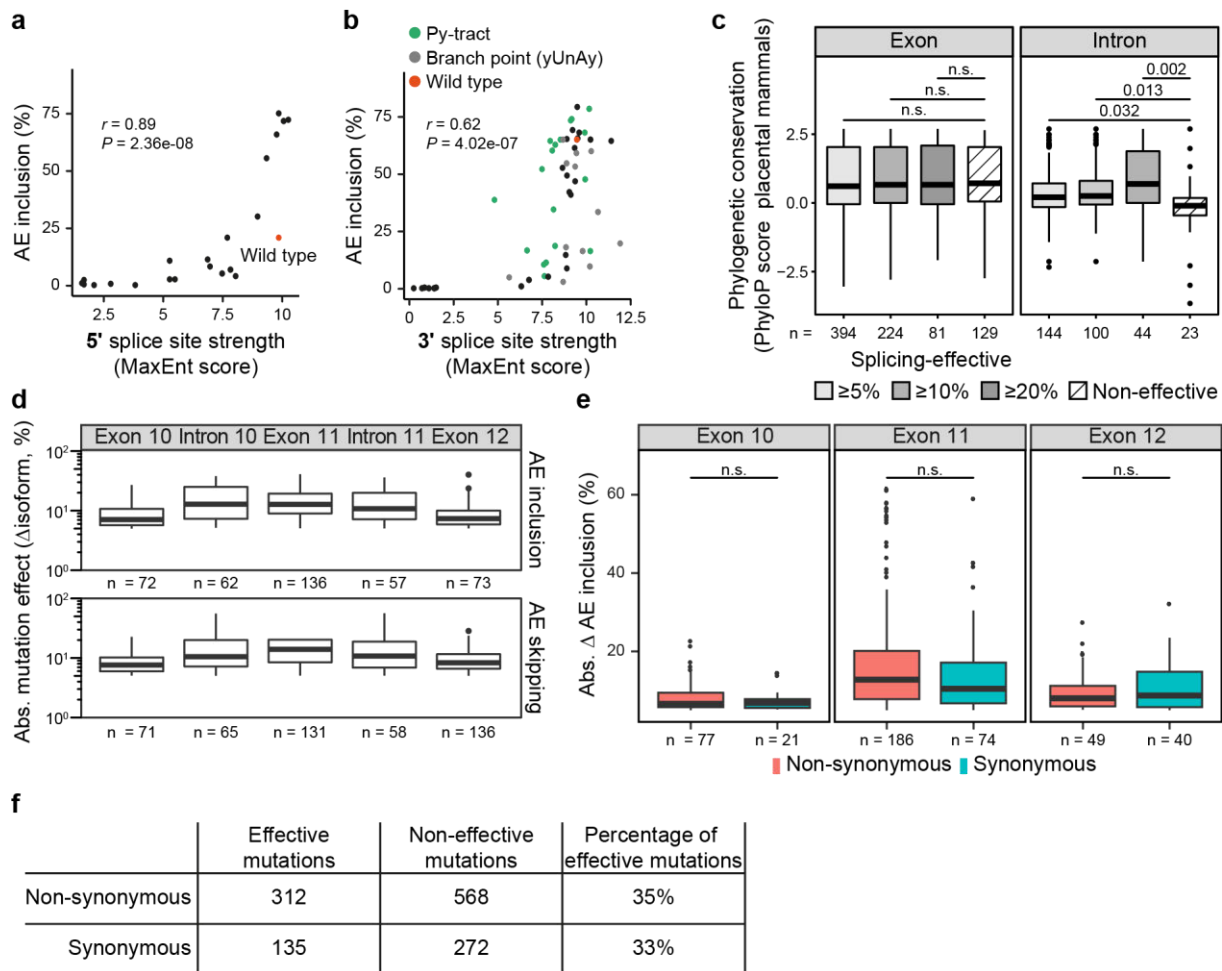 a
AE inclusion (%)
75
50
25
0
r = 0.89
P = 2.36e-08
Wild type
2.5 5 7.5 10
5' splice site strength
(MaxEnt score)
b
Py-tract
Branch point (yUnAy)
Wild type
AE inclusion (%)
75
50
25
0
r = 0.62
P = 4.02e-07
0 2.5 5 7.5 10 12.5
3' splice site strength
(MaxEnt score)
c
Phylogenetic conservation
(PhyloP score placental mammals)
Exon Intron
2.5
0.0
−2.5
n.s.
n.s.
n.s.
0.002
0.013
0.032
n = 394 224 81 129 144 100 44 23
Splicing-effective
≥5% ≥10% ≥20% Non-effective
d
Abs. mutation effect (Δisoform, %)
Exon 10 Intron 10 Exon 11 Intron 11 Exon 12
10²
10¹
10⁰
AE inclusion
n = 72 n = 62 n = 136 n = 57 n = 73
10²
10¹
10⁰
AE skipping
n = 71 n = 65 n = 131 n = 58 n = 136
e
Abs. Δ AE inclusion (%)
Exon 10 Exon 11 Exon 12
60
40
20
n.s. n.s. n.s.
n = 77 n = 21 n = 186 n = 74 n = 49 n = 40
Non-synonymous Synonymous
f
Effective mutations Non-effective mutations Percentage of effective mutations
Non-synonymous 312 568 35%
Synonymous 135 272 33%